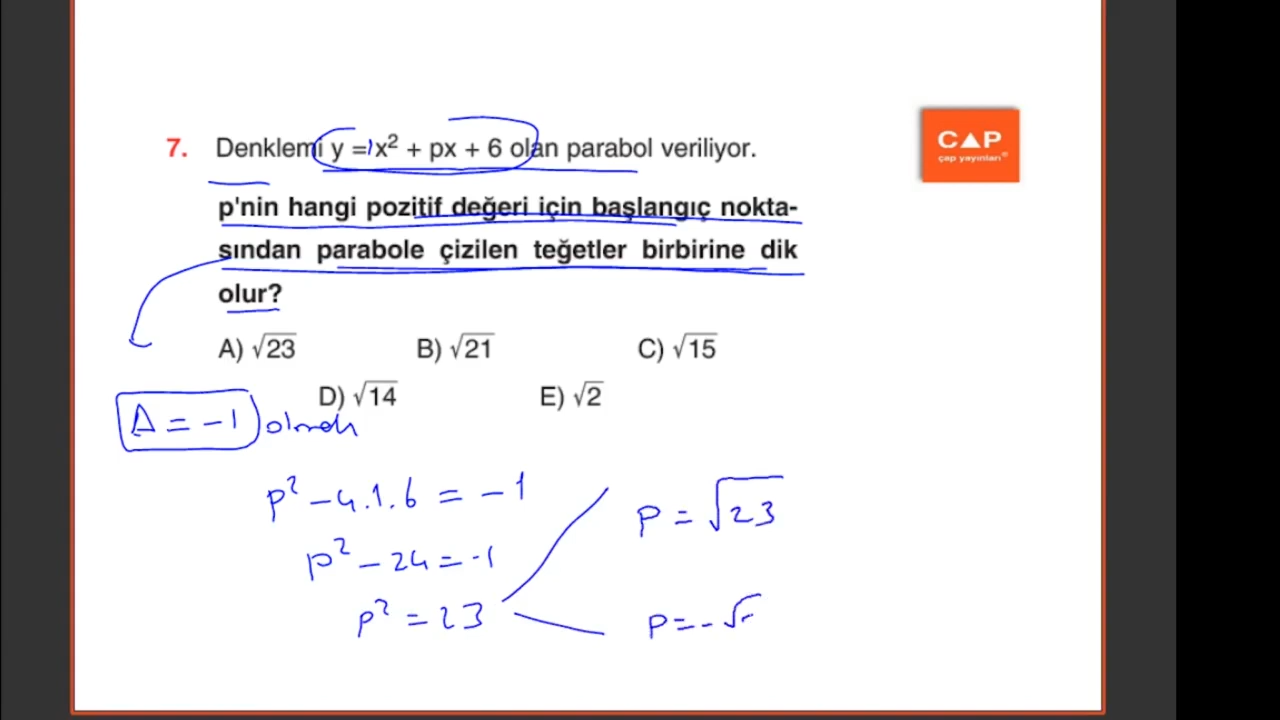 7. Denklemi y = 1x² + px + 6 olan parabol veriliyor.
p'nin hangi pozitif değeri için başlangıç nokta-
sından parabole çizilen teğetler birbirine dik
olur?
A) √23 B) √21 C) √15
D) √14 E) √2
CAP
çap yayınları®
Δ = -1 olmalı
p² - 4.1.6 = -1
p² - 24 = -1
p² = 23
p = √23
p = -√